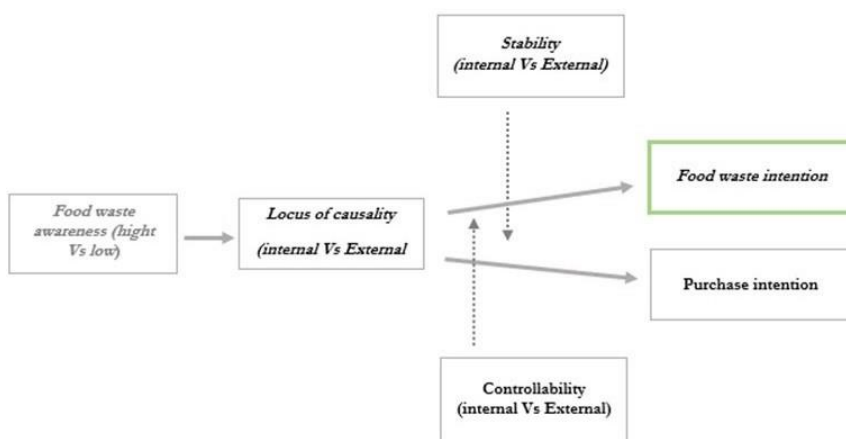 Stability
(internal Vs External)
Food waste intention
Food waste
awareness (hight
Vs low)
Locus of causality
(internal Vs External
Purchase intention
Controllability
(internal Vs External)